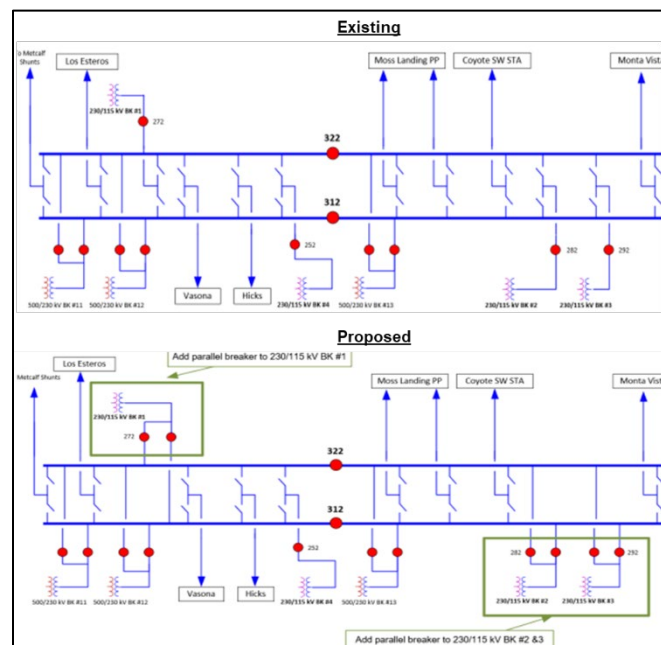 Existing
o Metcalf
Shunts
Los Esteros
Moss Landing PP
Coyote SW STA
Monta Vista
230/115 kV BK #1
272
322
312
252
282
292
500/230 kV BK #11
500/230 kV BK #12
230/115 kV BK #4
500/230 kV BK #13
230/115 kV BK #2
230/115 kV BK #3
Vasona
Hicks
Proposed
Add parallel breaker to 230/115 kV BK #1
Los Esteros
Metcalf Shunts
Moss Landing PP
Coyote SW STA
Monta Vist
230/115 kV BK #1
272
322
312
252
282
292
500/230 kV BK #11
500/230 kV BK #12
Vasona
Hicks
230/115 kV BK #4
500/230 kV BK #13
230/115 kV BK #2
230/115 kV BK #3
Add parallel breaker to 230/115 kV BK #2 &3